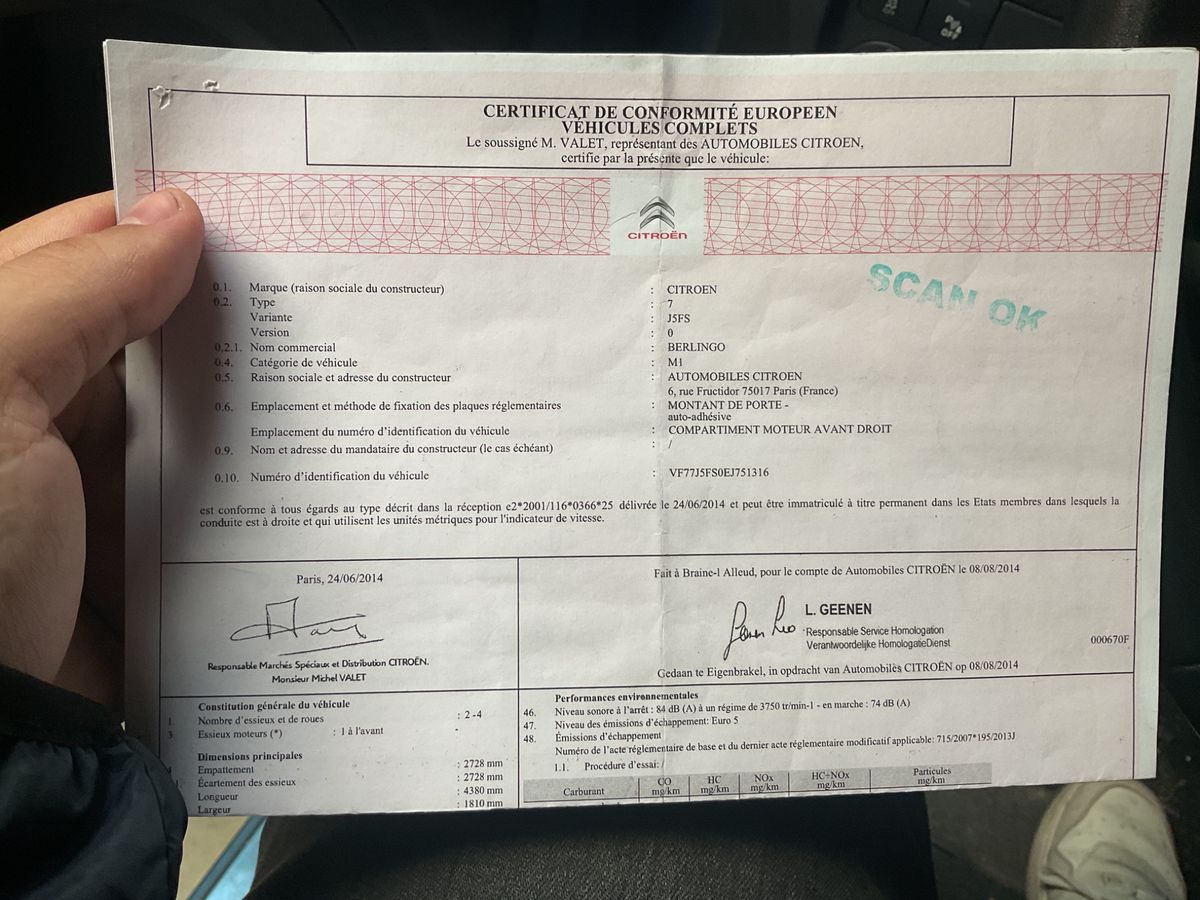 CERTIFICAT DE CONFORMITÉ EUROPEEN
VÉHICULES COMPLETS
Le soussigné M. VALET, représentant des AUTOMOBILES CITROEN,
certifie par la présente que le véhicule:
CITROËN
SCAN OK
0.1. Marque (raison sociale du constructeur) : CITROEN
0.2. Type : 7
Variante : J5FS
Version : 0
0.2.1. Nom commercial : BERLINGO
0.4. Catégorie de véhicule : M1
0.5. Raison sociale et adresse du constructeur : AUTOMOBILES CITROEN
6, rue Fructidor 75017 Paris (France)
0.6. Emplacement et méthode de fixation des plaques réglementaires : MONTANT DE PORTE -
auto-adhésive
Emplacement du numéro d'identification du véhicule : COMPARTIMENT MOTEUR AVANT DROIT
0.9. Nom et adresse du mandataire du constructeur (le cas échéant) : /
0.10. Numéro d'identification du véhicule : VF77J5FS0EJ751316
est conforme à tous égards au type décrit dans la réception e2*2001/116*0366*25 délivrée le 24/06/2014 et peut être immatriculé à titre permanent dans les Etats membres dans lesquels la
conduite est à droite et qui utilisent les unités métriques pour l'indicateur de vitesse.
Paris, 24/06/2014
Responsable Marchés Spéciaux et Distribution CITROËN.
Monsieur Michel VALET
Fait à Braine-l Alleud, pour le compte de Automobiles CITROËN le 08/08/2014
L. GEENEN
Responsable Service Homologation
Verantwoordelijke HomologatieDienst
000670F
Gedaan te Eigenbrakel, in opdracht van Automobiles CITROËN op 08/08/2014
Constitution générale du véhicule
1. Nombre d'essieux et de roues : 2 -4
3. Essieux moteurs (*) : 1 à l'avant -
Dimensions principales
Empattement : 2728 mm
Écartement des essieux : 2728 mm
Longueur : 4380 mm
Largeur : 1810 mm
Performances environnementales
46. Niveau sonore à l'arrêt : 84 dB (A) à un régime de 3750 tr/min-1 - en marche : 74 dB (A)
47. Niveau des émissions d'échappement: Euro 5
48. Émissions d'échappement
Numéro de l'acte réglementaire de base et du dernier acte réglementaire modificatif applicable: 715/2007*195/2013J
1.1. Procédure d'essai: /
Carburant CO mg/km HC mg/km NOx mg/km HC+NOx mg/km Particules mg/km